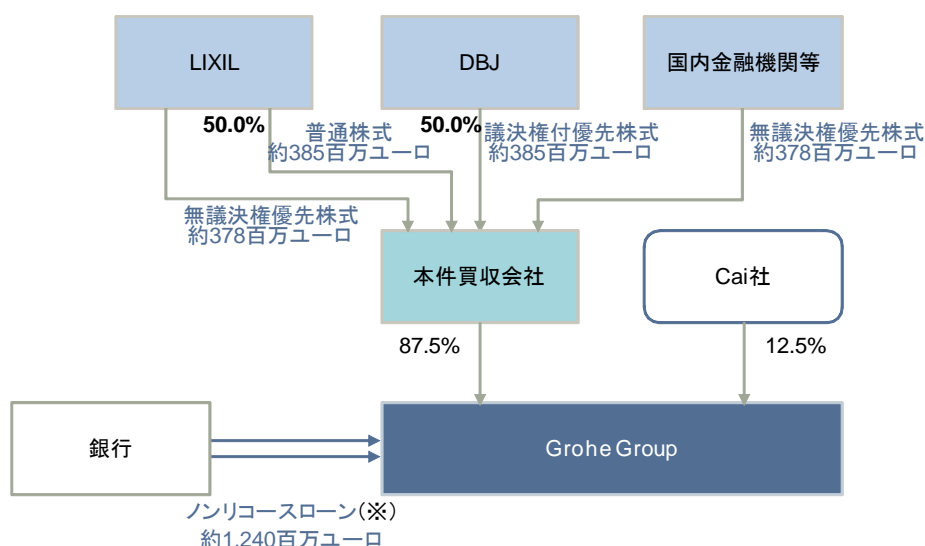 LIXIL
DBJ
国内金融機関等
50.0%
普通株式
約385百万ユーロ
50.0%
議決権付優先株式
約385百万ユーロ
無議決権優先株式
約378百万ユーロ
無議決権優先株式
約378百万ユーロ
本件買収会社
Cai社
87.5%
12.5%
銀行
Grohe Group
ノンリコースローン(※)
約1,240百万ユーロ